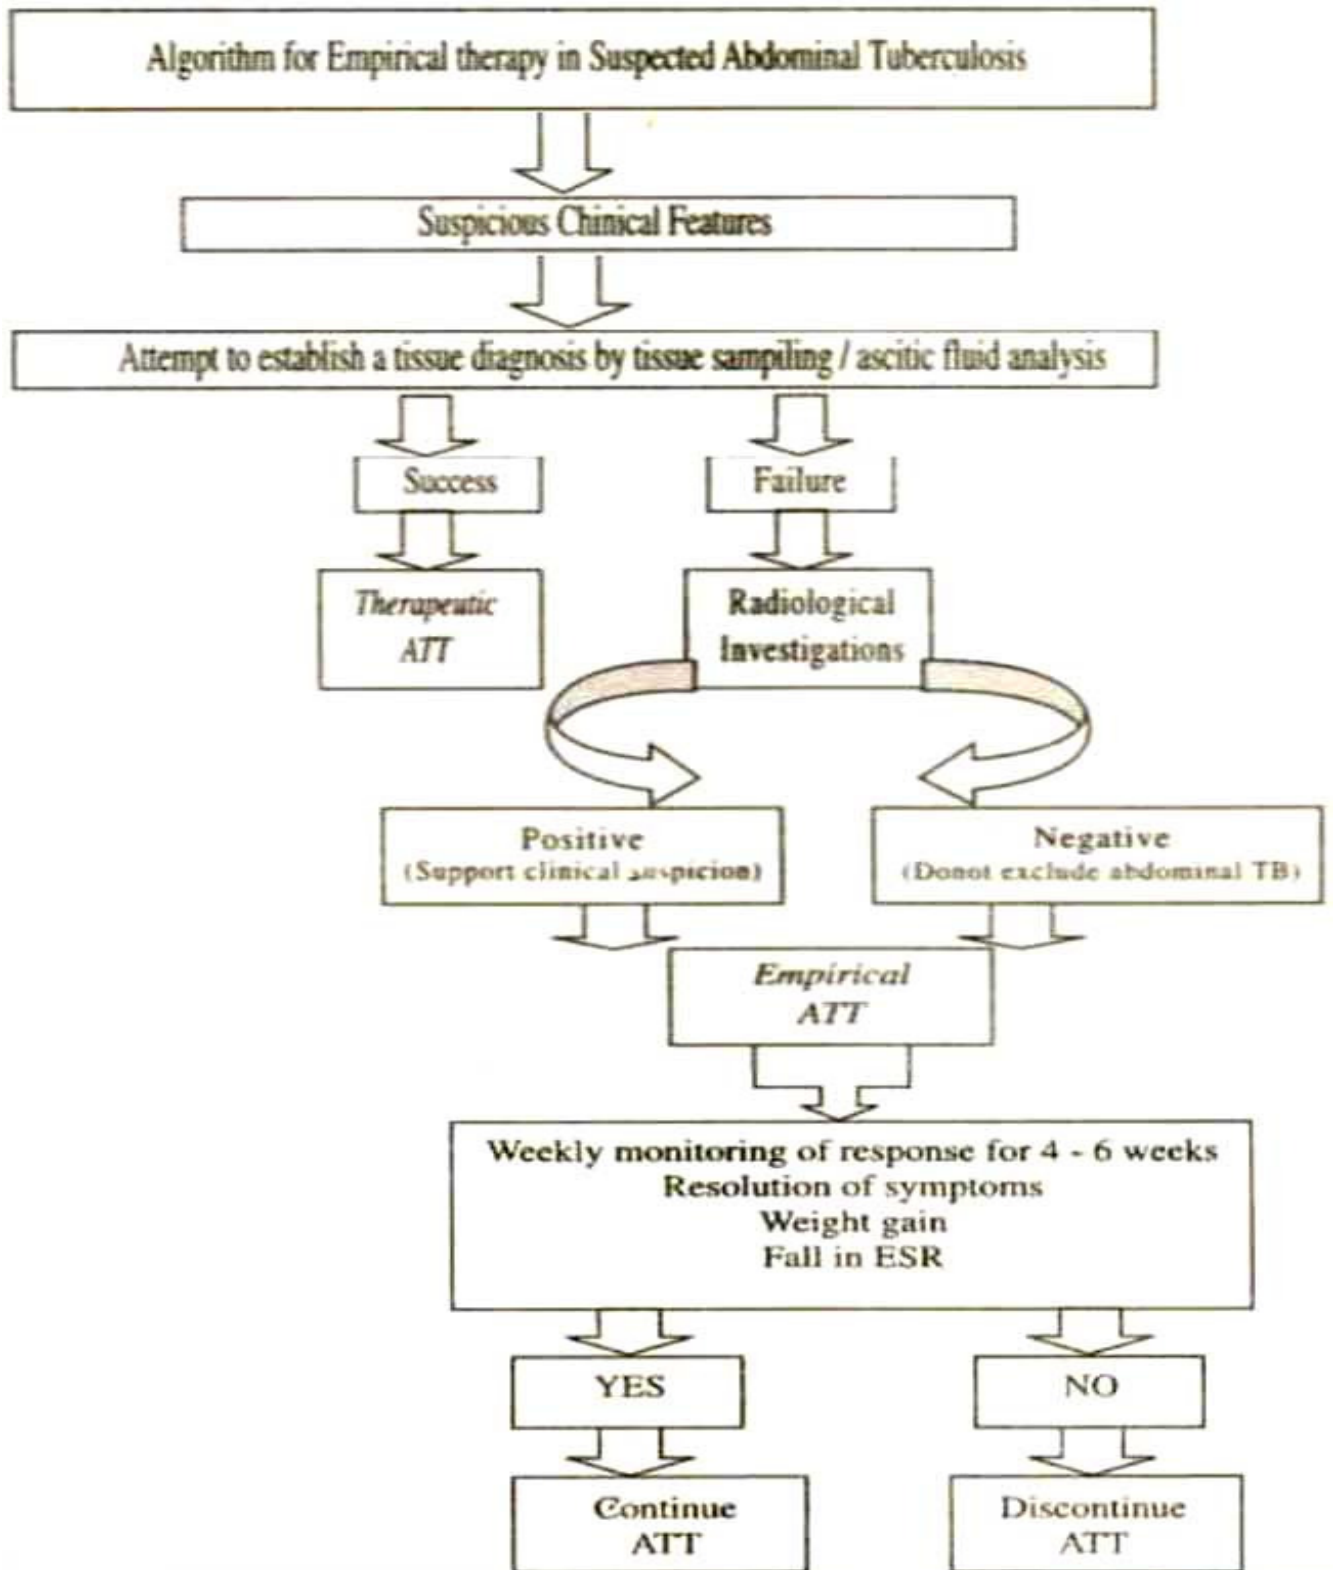 Algorithm for Empirical therapy in Suspected Abdominal Tuberculosis
Suspicious Chinical Features
Attempt to establish a tissue diagnosis by tissue sampiling / ascitic fluid analysis
Success
Failure
Therapeutic
ATT
Radiological
Investigations
Positive
(Support clinical suspicion)
Negative
(Donot exclude abdominal TB)
Empirical
ATT
Weekly monitoring of response for 4 - 6 weeks
Resolution of symptoms
Weight gain
Fall in ESR
YES
NO
Continue
ATT
Discontinue
ATT